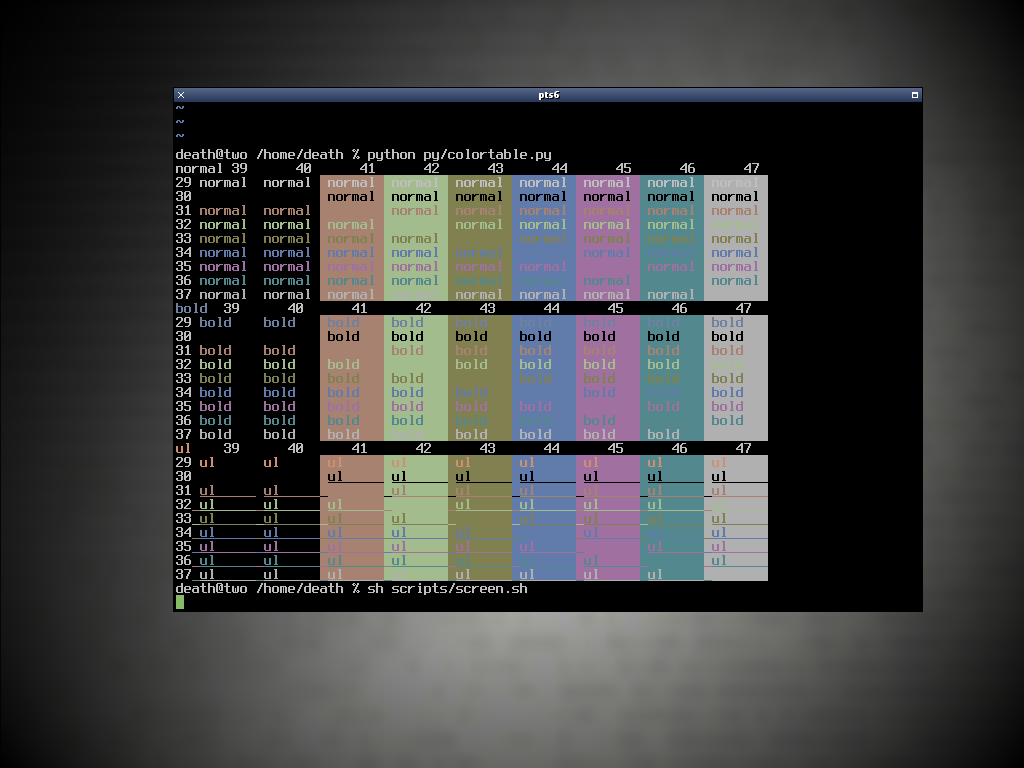 pts6
~
~
~
death@two /home/death % python py/colortable.py
normal 39 40 41 42 43 44 45 46 47
29 normal normal normal normal normal normal normal normal normal
30 normal normal normal normal normal normal normal
31 normal normal normal normal normal normal normal normal
32 normal normal normal normal normal normal normal normal
33 normal normal normal normal normal normal normal normal
34 normal normal normal normal normal normal normal normal
35 normal normal normal normal normal normal normal normal
36 normal normal normal normal normal normal normal normal
37 normal normal normal normal normal normal normal normal
bold 39 40 41 42 43 44 45 46 47
29 bold bold bold bold bold bold bold bold bold
30 bold bold bold bold bold bold bold
31 bold bold bold bold bold bold bold bold
32 bold bold bold bold bold bold bold bold
33 bold bold bold bold bold bold bold bold
34 bold bold bold bold bold bold bold bold
35 bold bold bold bold bold bold bold bold
36 bold bold bold bold bold bold bold bold
37 bold bold bold bold bold bold bold bold
ul 39 40 41 42 43 44 45 46 47
29 ul ul ul ul ul ul ul ul ul
30 ul ul ul ul ul ul ul
31 ul ul ul ul ul ul ul ul
32 ul ul ul ul ul ul ul ul
33 ul ul ul ul ul ul ul ul
34 ul ul ul ul ul ul ul ul
35 ul ul ul ul ul ul ul ul
36 ul ul ul ul ul ul ul ul
37 ul ul ul ul ul ul ul ul
death@two /home/death % sh scripts/screen.sh